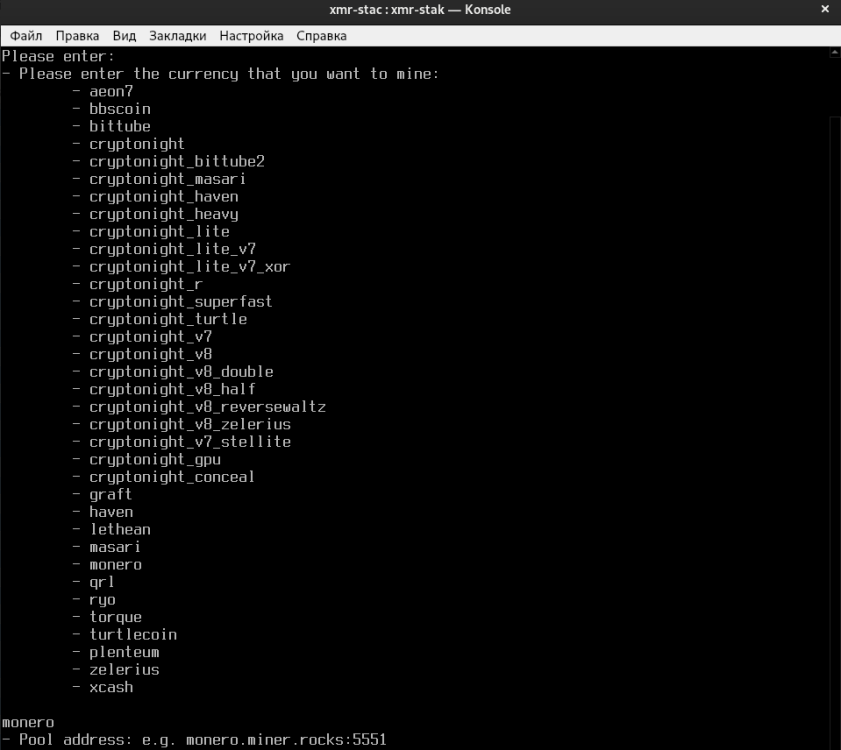 xmr-stac : xmr-stak — Konsole
Файл Правка Вид Закладки Настройка Справка
Please enter:
- Please enter the currency that you want to mine:
- aeon7
- bbscoin
- bittube
- cryptonight
- cryptonight_bittube2
- cryptonight_masari
- cryptonight_haven
- cryptonight_heavy
- cryptonight_lite
- cryptonight_lite_v7
- cryptonight_lite_v7_xor
- cryptonight_r
- cryptonight_superfast
- cryptonight_turtle
- cryptonight_v7
- cryptonight_v8
- cryptonight_v8_double
- cryptonight_v8_half
- cryptonight_v8_reversewaltz
- cryptonight_v8_zelerius
- cryptonight_v7_stellite
- cryptonight_gpu
- cryptonight_conceal
- graft
- haven
- lethean
- masari
- monero
- qrl
- ryo
- torque
- turtlecoin
- plenteum
- zelerius
- xcash
monero
- Pool address: e.g. monero.miner.rocks:5551